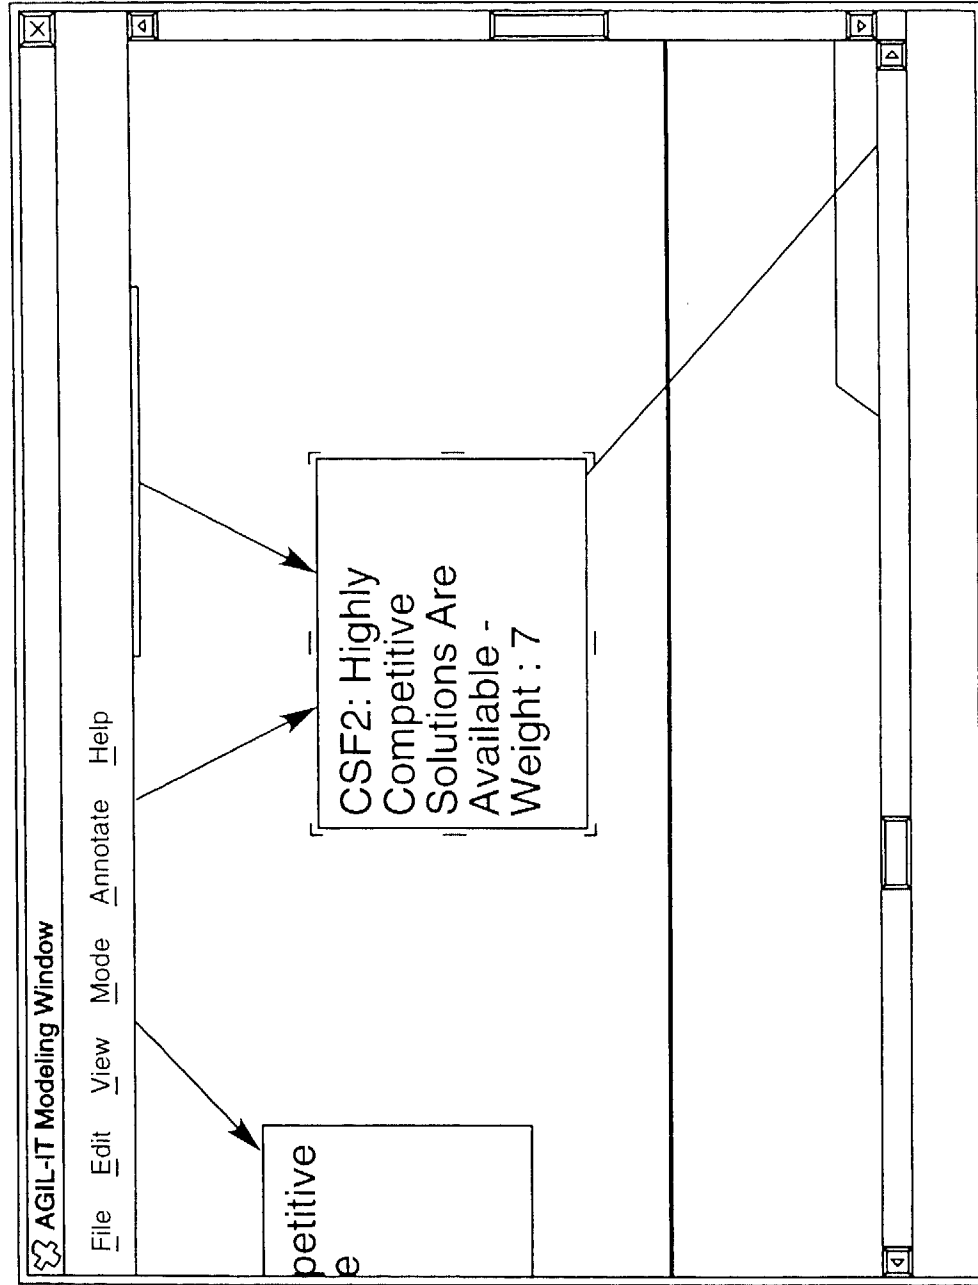 AGIL-IT Modeling Window
File Edit View Mode Annotate Help
petitive
e
CSF2: Highly
Competitive
Solutions Are
Available -
Weight : 7